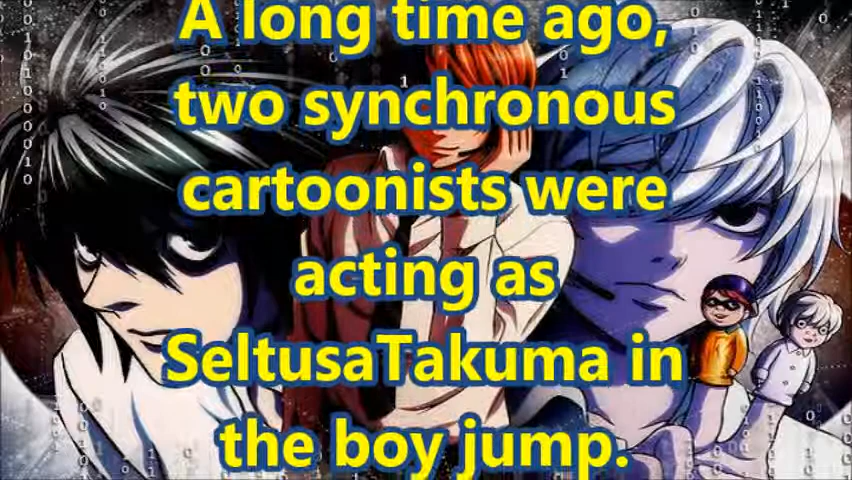 A long time ago,
two synchronous
cartoonists were
acting as
SeltusaTakuma in
the boy jump.